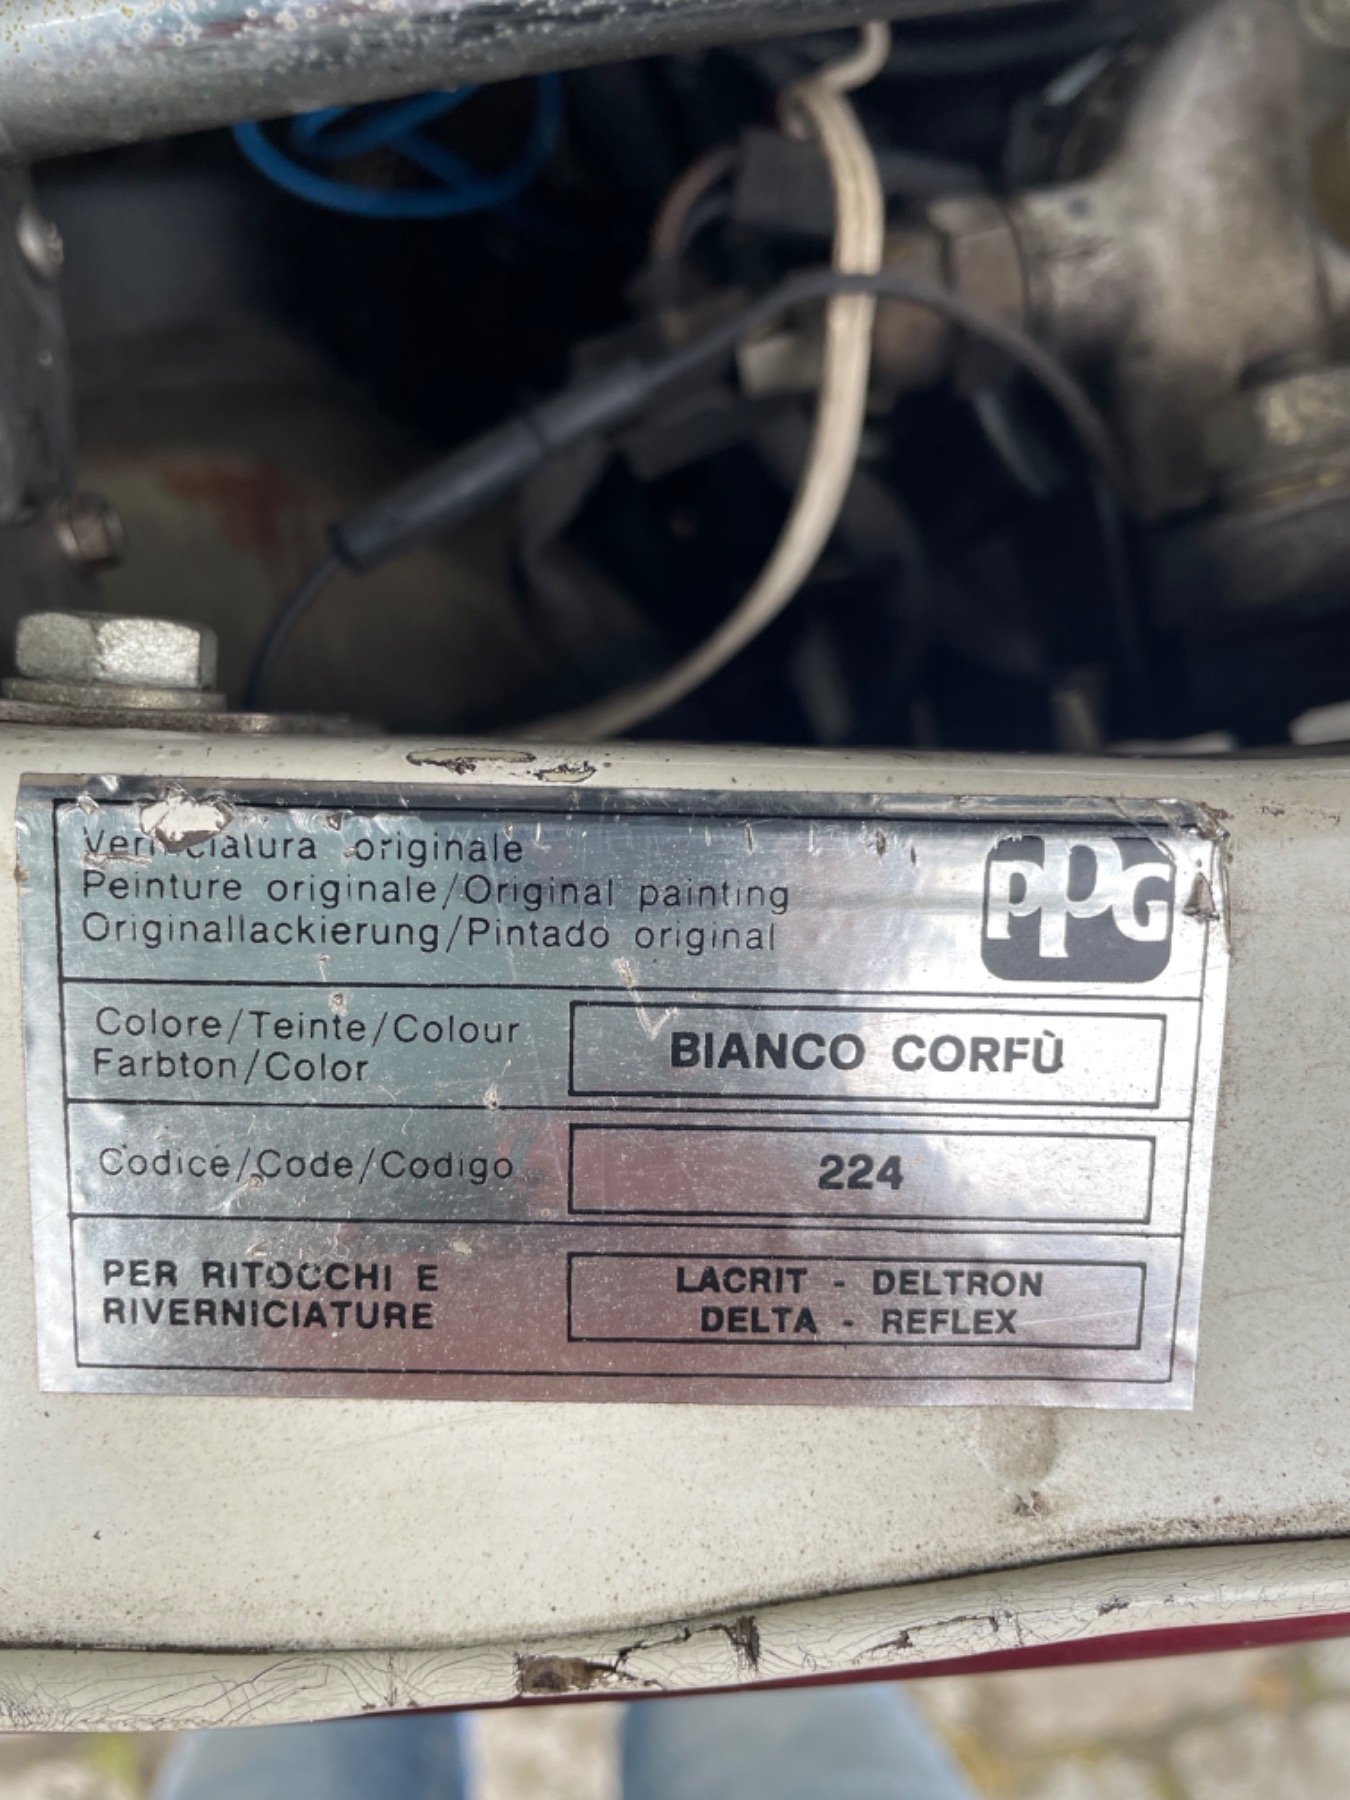 Verniciatura originale
Peinture originale/Original painting
Originallackierung/Pintado original
PPG
Colore/Teinte/Colour
Farbton/Color
BIANCO CORFÙ
Codice/Code/Codigo
224
PER RITOCCHI E
RIVERNICIATURE
LACRIT - DELTRON
DELTA - REFLEX